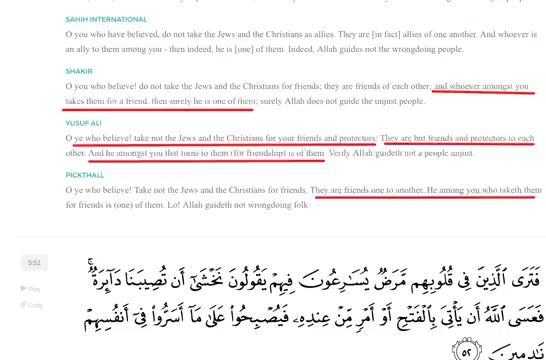 SAHIH INTERNATIONAL
O you who have believed, do not take the Jews and the Christians as allies. They are [in fact] allies of one another. And whoever is
an ally to them among you - then indeed, he is [one] of them. Indeed, Allah guides not the wrongdoing people.
SHAKIR
O you who believe! do not take the Jews and the Christians for friends; they are friends of each other; and whoever amongst you
takes them for a friend, then surely he is one of them; surely Allah does not guide the unjust people.
YUSUF ALI
O ye who believe! take not the Jews and the Christians for your friends and protectors: They are but friends and protectors to each
other. And he amongst you that turns to them (for friendship) is of them. Verily Allah guideth not a people unjust.
PICKTHALL
O ye who believe! Take not the Jews and the Christians for friends. They are friends one to another. He among you who taketh them
for friends is (one) of them. Lo! Allah guideth not wrongdoing folk
5:52
Play
Copy
فَتَرَى ٱلَّذِينَ فِى قُلُوبِهِم مَّرَضٌ يُسَٰرِعُونَ فِيهِمْ يَقُولُونَ نَخْشَىٰٓ أَن تُصِيبَنَا دَآئِرَةٌ ۚ
فَعَسَى ٱللَّهُ أَن يَأْتِىَ بِٱلْفَتْحِ أَوْ أَمْرٍ مِّنْ عِندِهِۦ فَيُصْبِحُوا۟ عَلَىٰ مَآ أَسَرُّوا۟ فِىٓ أَنفُسِهِمْ
نَٰدِمِينَ ٥٢